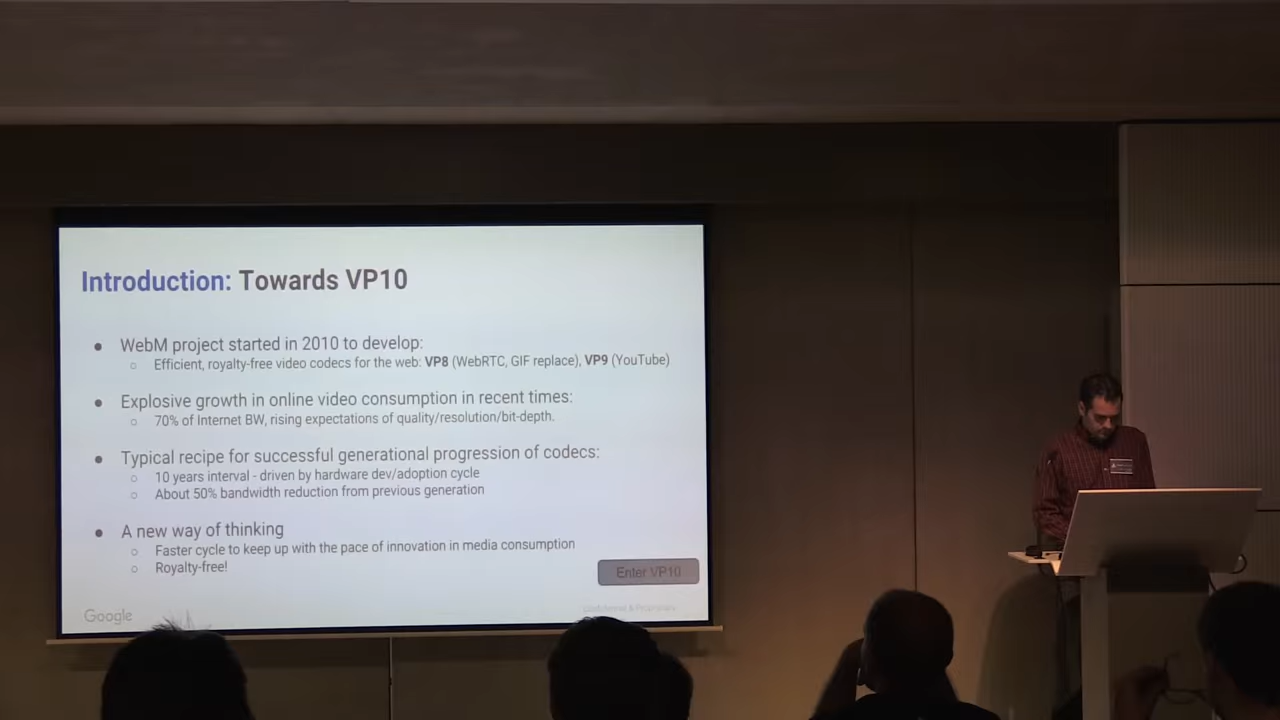 Introduction: Towards VP10
● WebM project started in 2010 to develop:
○ Efficient, royalty-free video codecs for the web: VP8 (WebRTC, GIF replace), VP9 (YouTube)
● Explosive growth in online video consumption in recent times:
○ 70% of Internet BW, rising expectations of quality/resolution/bit-depth.
● Typical recipe for successful generational progression of codecs:
○ 10 years interval - driven by hardware dev/adoption cycle
○ About 50% bandwidth reduction from previous generation
● A new way of thinking
○ Faster cycle to keep up with the pace of innovation in media consumption
○ Royalty-free!
Enter VP10
Google
Confidential & Proprietary